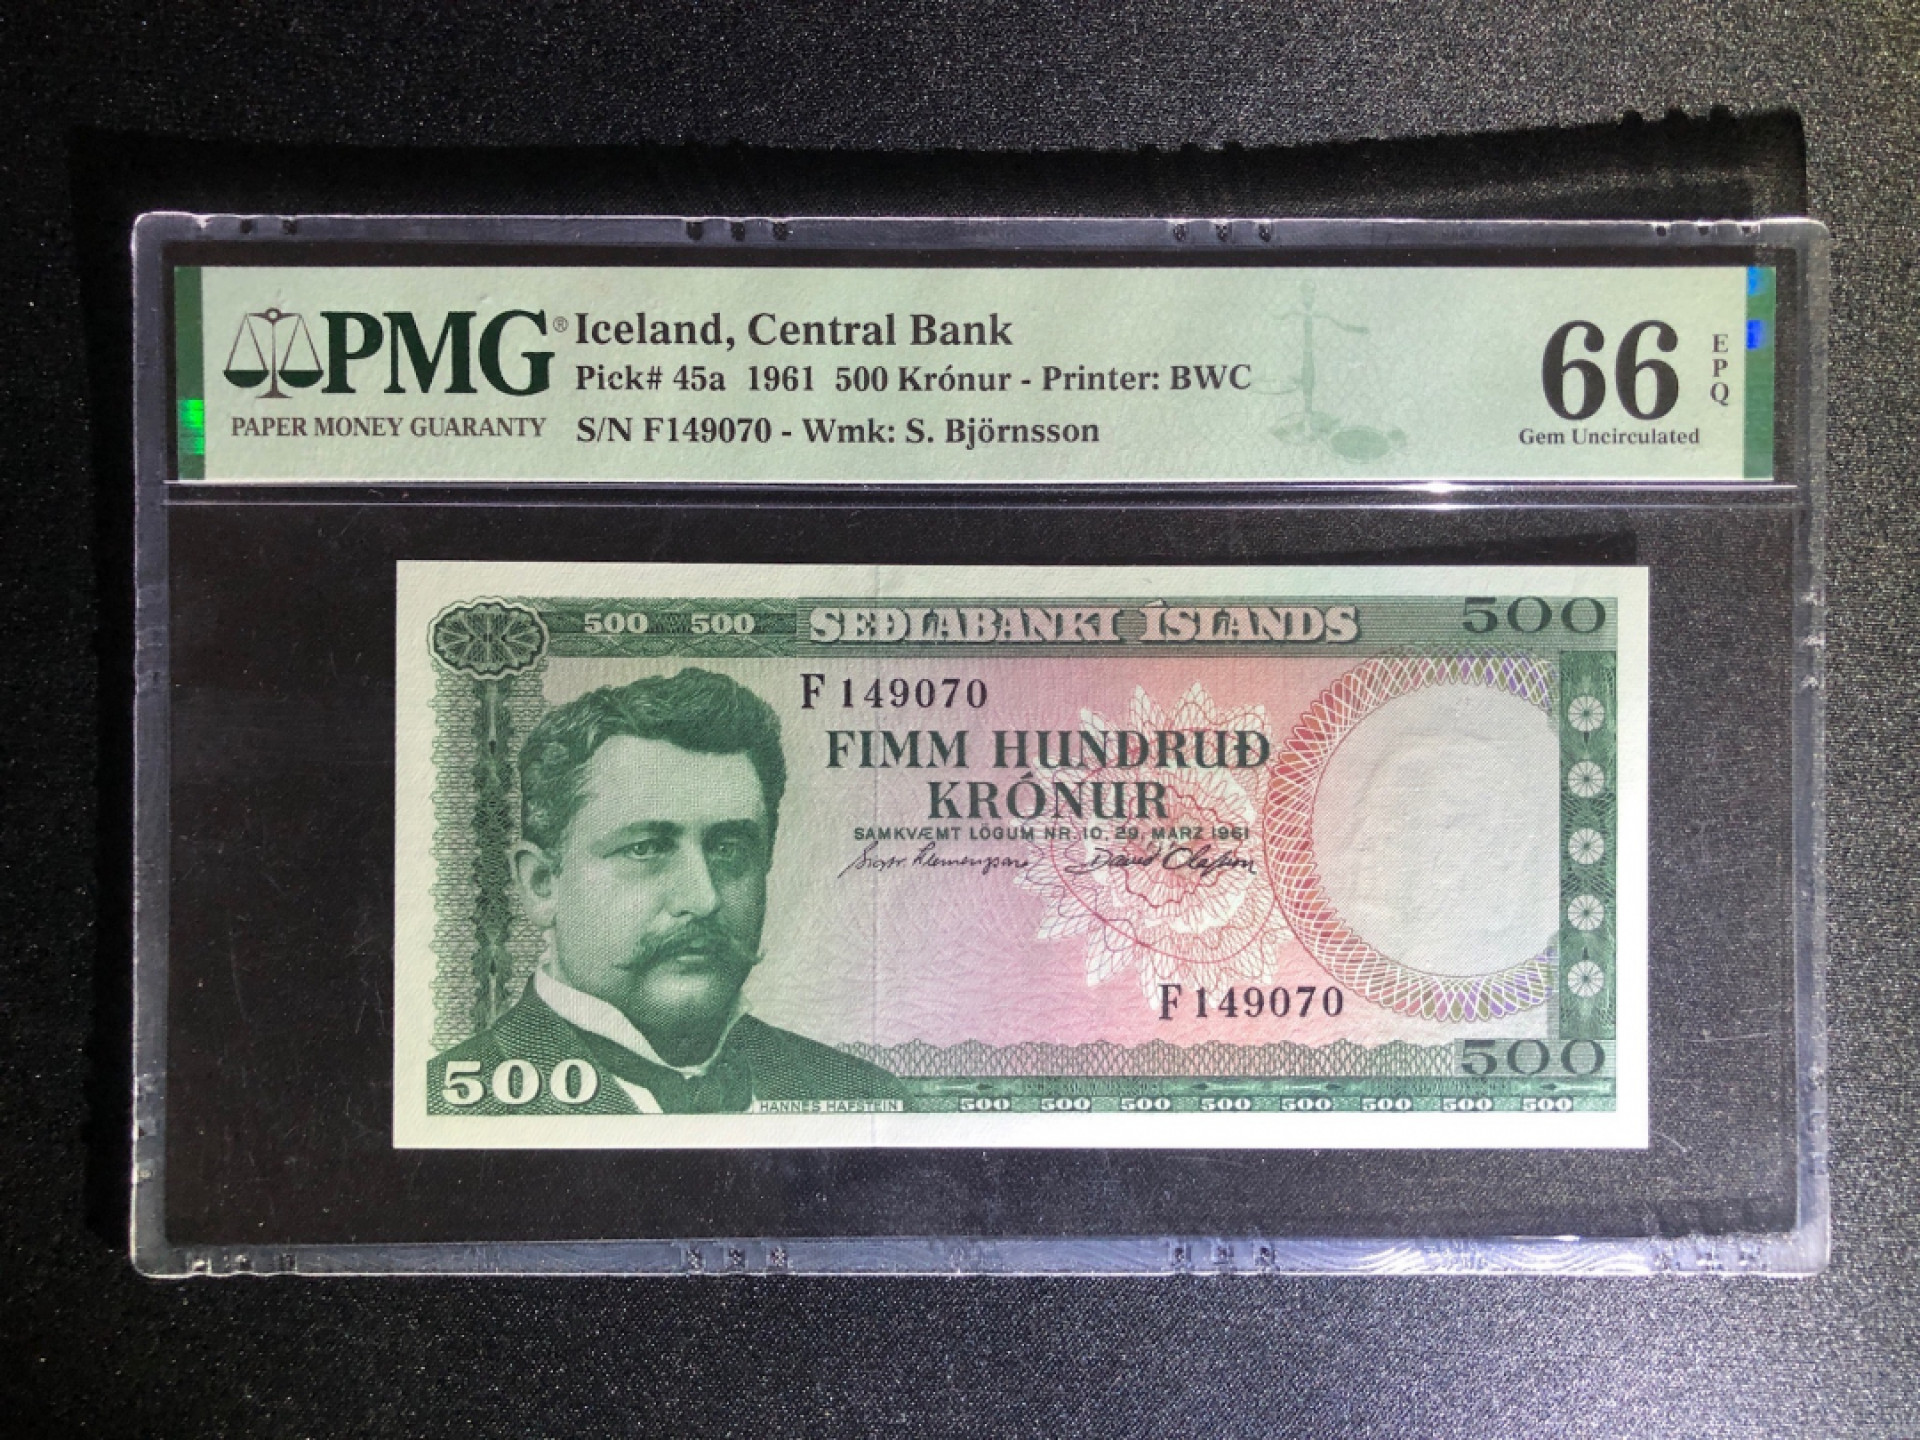 PMG®
PAPER MONEY GUARANTY
Iceland, Central Bank
Pick# 45a 1961 500 Krónur - Printer: BWC
S/N F149070 - Wmk: S. Björnsson
66
EPQ
Gem Uncirculated
500 500 SEÐLABANKI ÍSLANDS 500
F 149070
FIMM HUNDRUÐ
KRÓNUR
SAMKVÆMT LÖGUM NR. 10, 29. MARZ 1961
F 149070
500
500
HANNES HAFSTEIN
500 500 500 500 500 500 500 500